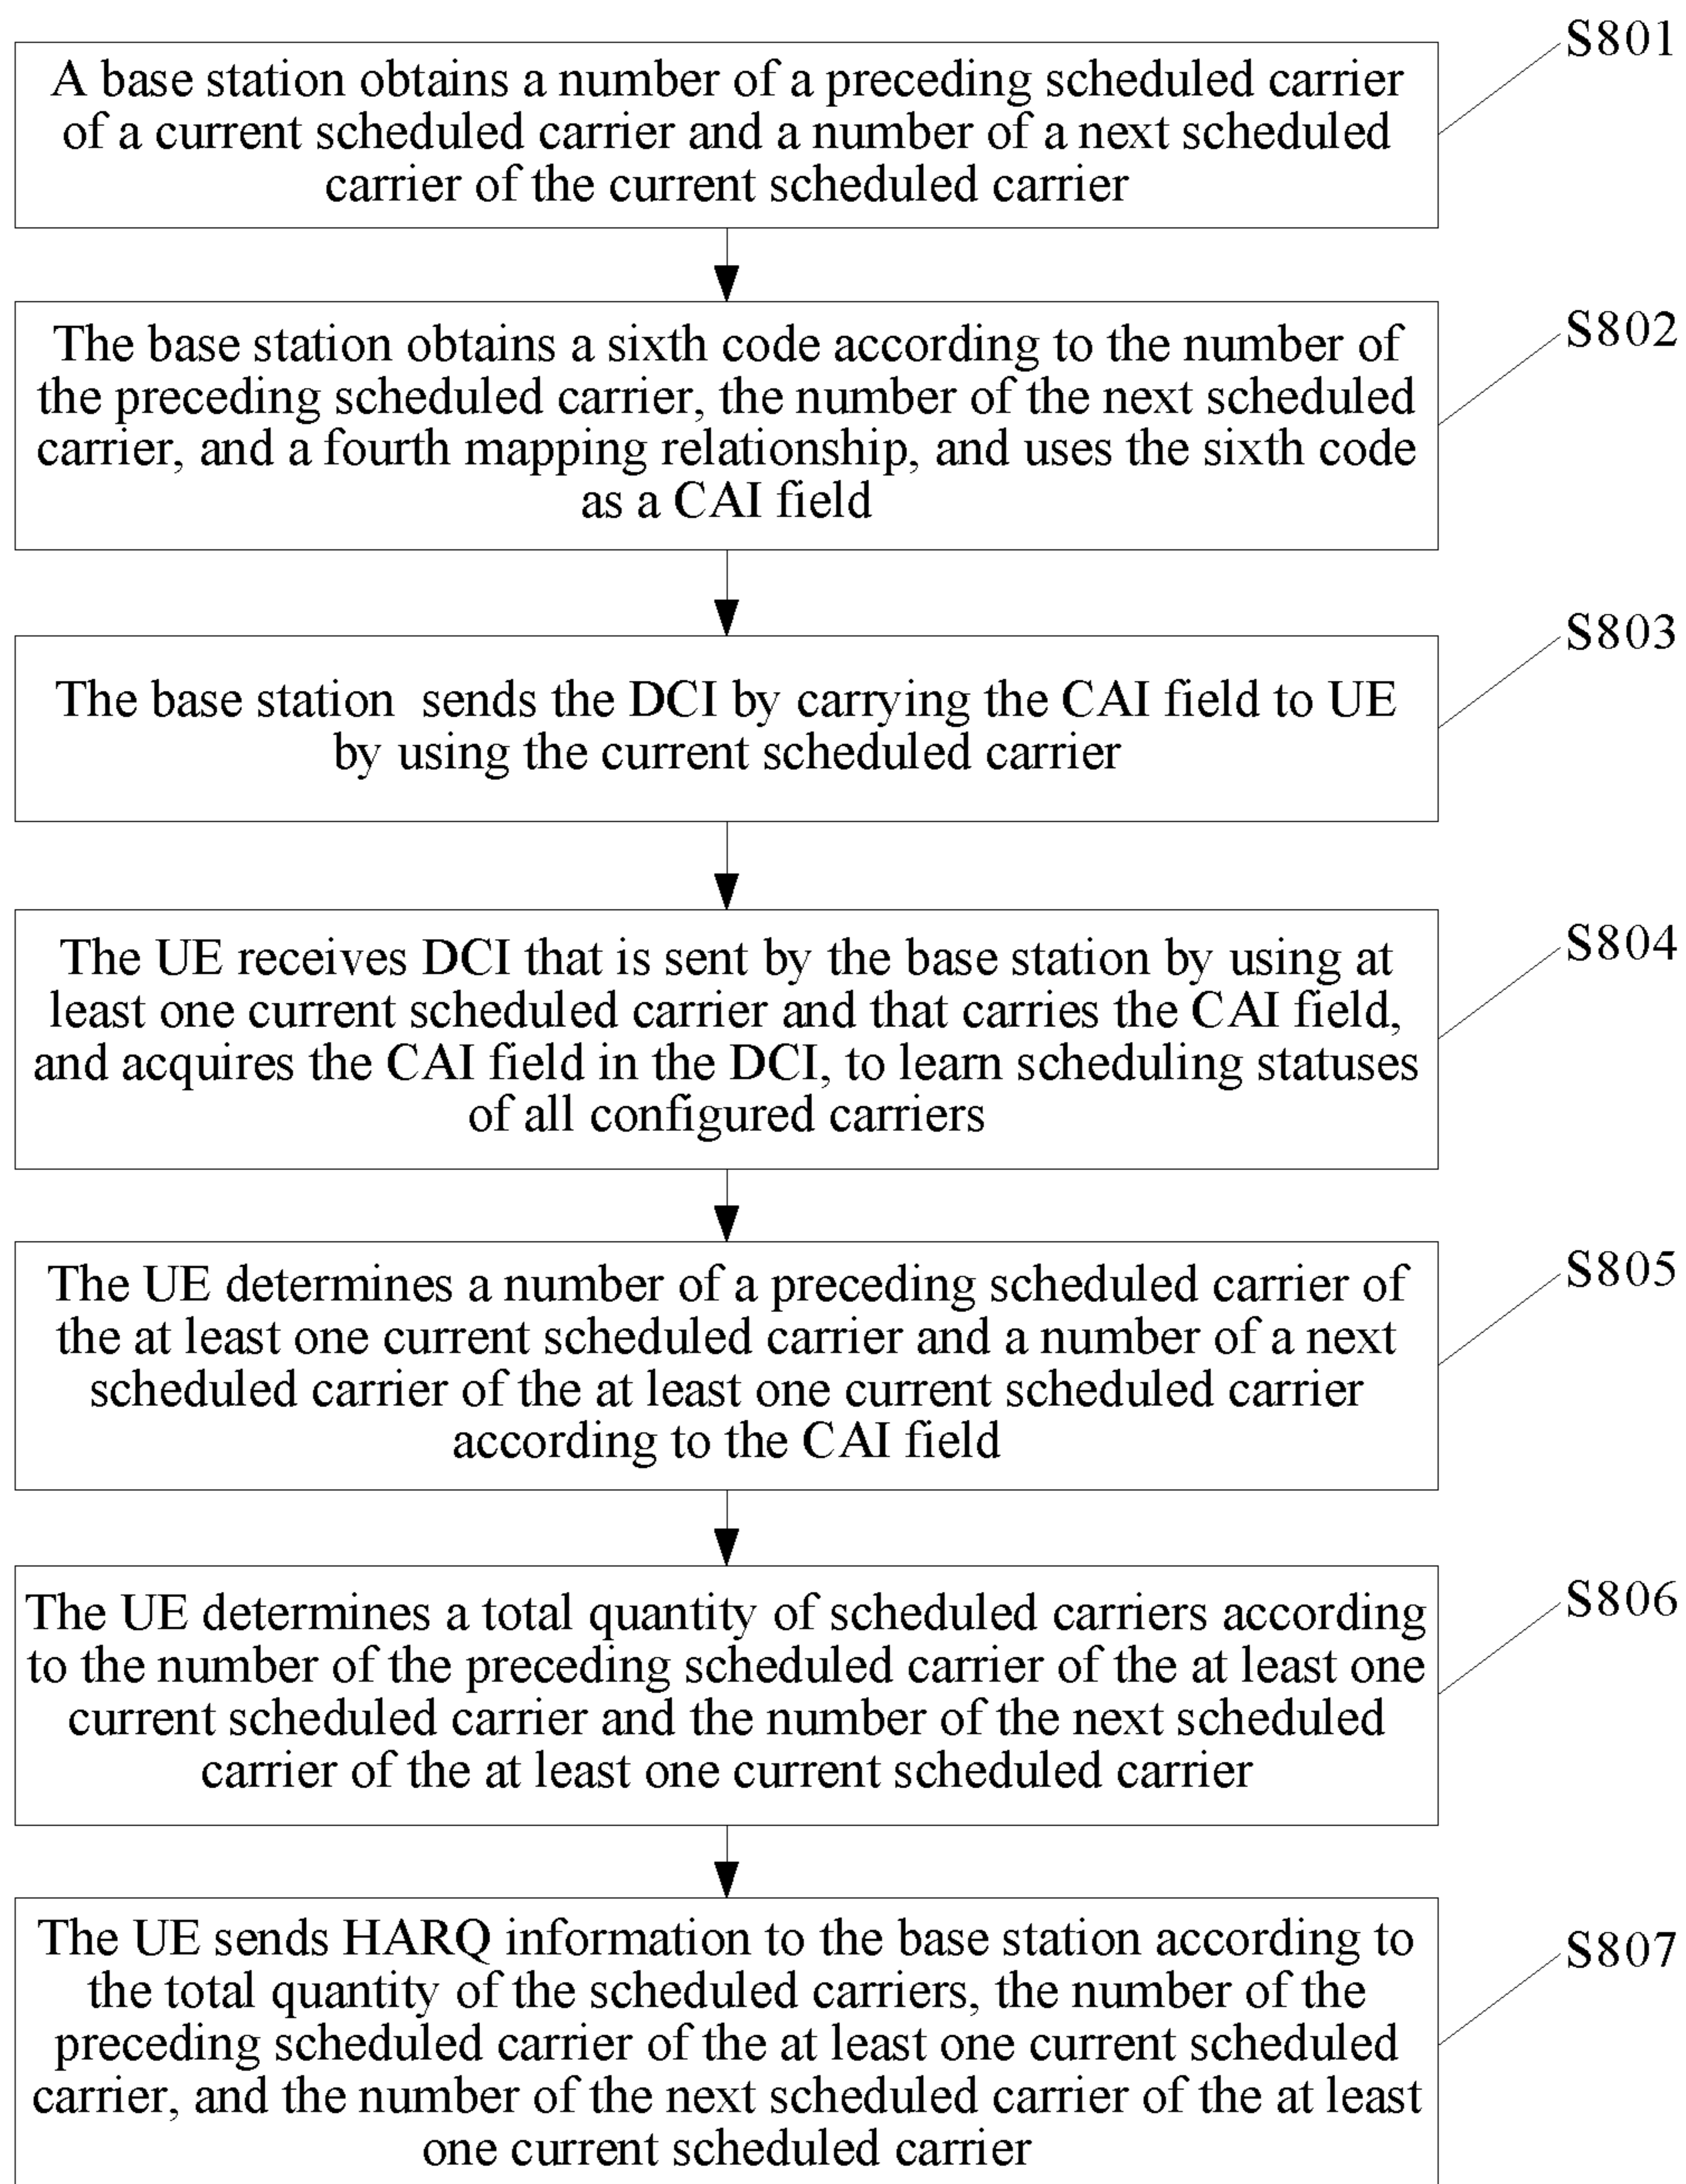 S801
A base station obtains a number of a preceding scheduled carrier
of a current scheduled carrier and a number of a next scheduled
carrier of the current scheduled carrier
S802
The base station obtains a sixth code according to the number of
the preceding scheduled carrier, the number of the next scheduled
carrier, and a fourth mapping relationship, and uses the sixth code
as a CAI field
S803
The base station sends the DCI by carrying the CAI field to UE
by using the current scheduled carrier
S804
The UE receives DCI that is sent by the base station by using at
least one current scheduled carrier and that carries the CAI field,
and acquires the CAI field in the DCI, to learn scheduling statuses
of all configured carriers
S805
The UE determines a number of a preceding scheduled carrier of
the at least one current scheduled carrier and a number of a next
scheduled carrier of the at least one current scheduled carrier
according to the CAI field
S806
The UE determines a total quantity of scheduled carriers according
to the number of the preceding scheduled carrier of the at least one
current scheduled carrier and the number of the next scheduled
carrier of the at least one current scheduled carrier
S807
The UE sends HARQ information to the base station according to
the total quantity of the scheduled carriers, the number of the
preceding scheduled carrier of the at least one current scheduled
carrier, and the number of the next scheduled carrier of the at least
one current scheduled carrier